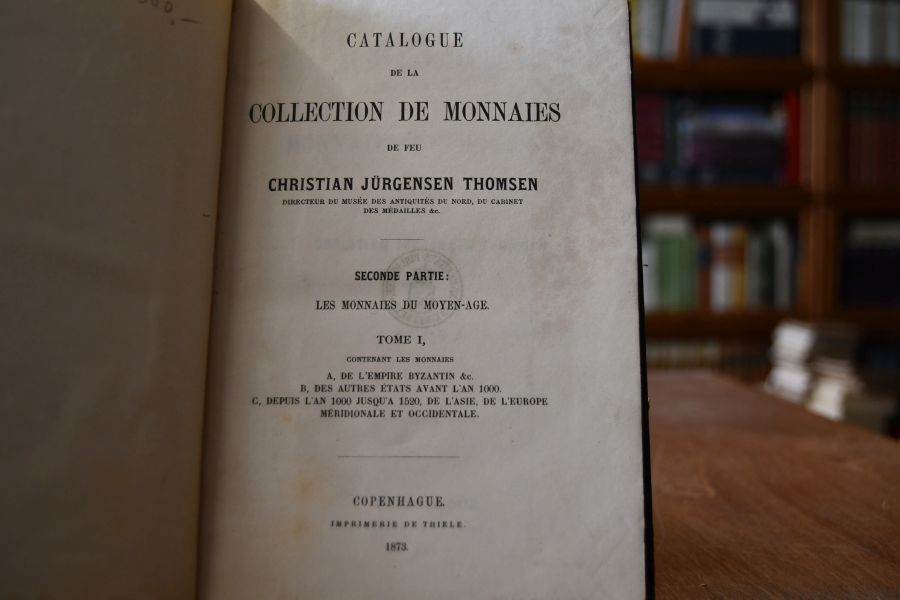 CATALOGUE
DE LA
COLLECTION DE MONNAIES
DE FEU
CHRISTIAN JÜRGENSEN THOMSEN
DIRECTEUR DU MUSÉE DES ANTIQUITÉS DU NORD, DU CABINET
DES MÉDAILLES &c.
SECONDE PARTIE:
LES MONNAIES DU MOYEN-AGE.
TOME I,
CONTENANT LES MONNAIES
A, DE L'EMPIRE BYZANTIN &c.
B, DES AUTRES ÉTATS AVANT L'AN 1000.
C, DEPUIS L'AN 1000 JUSQU'A 1520, DE L'ASIE, DE L'EUROPE
MÉRIDIONALE ET OCCIDENTALE.
COPENHAGUE.
IMPRIMERIE DE THIELE.
1873.